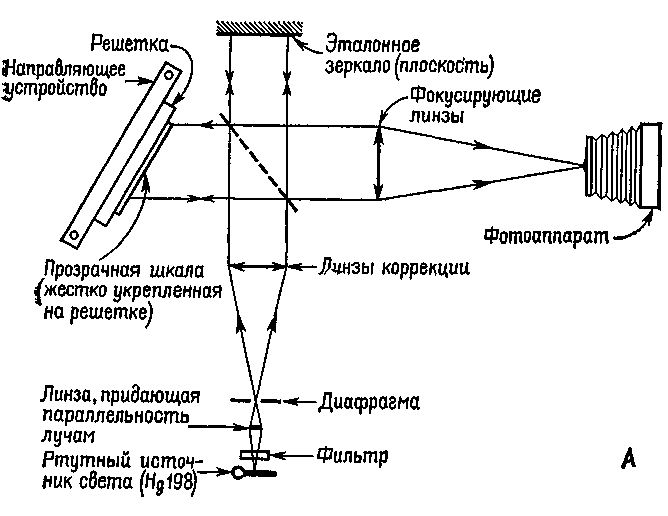 Решетка
Направляющее
устройство
Эталонное
зеркало (плоскость)
Фокусирующие
линзы
Фотоаппарат
Прозрачная шкала
(жестко укрепленная
на решетке)
Линзы коррекции
Линза, придающая
параллельность
лучам
Диафрагма
Фильтр
Ртутный источ-
ник света (Hg198)
А